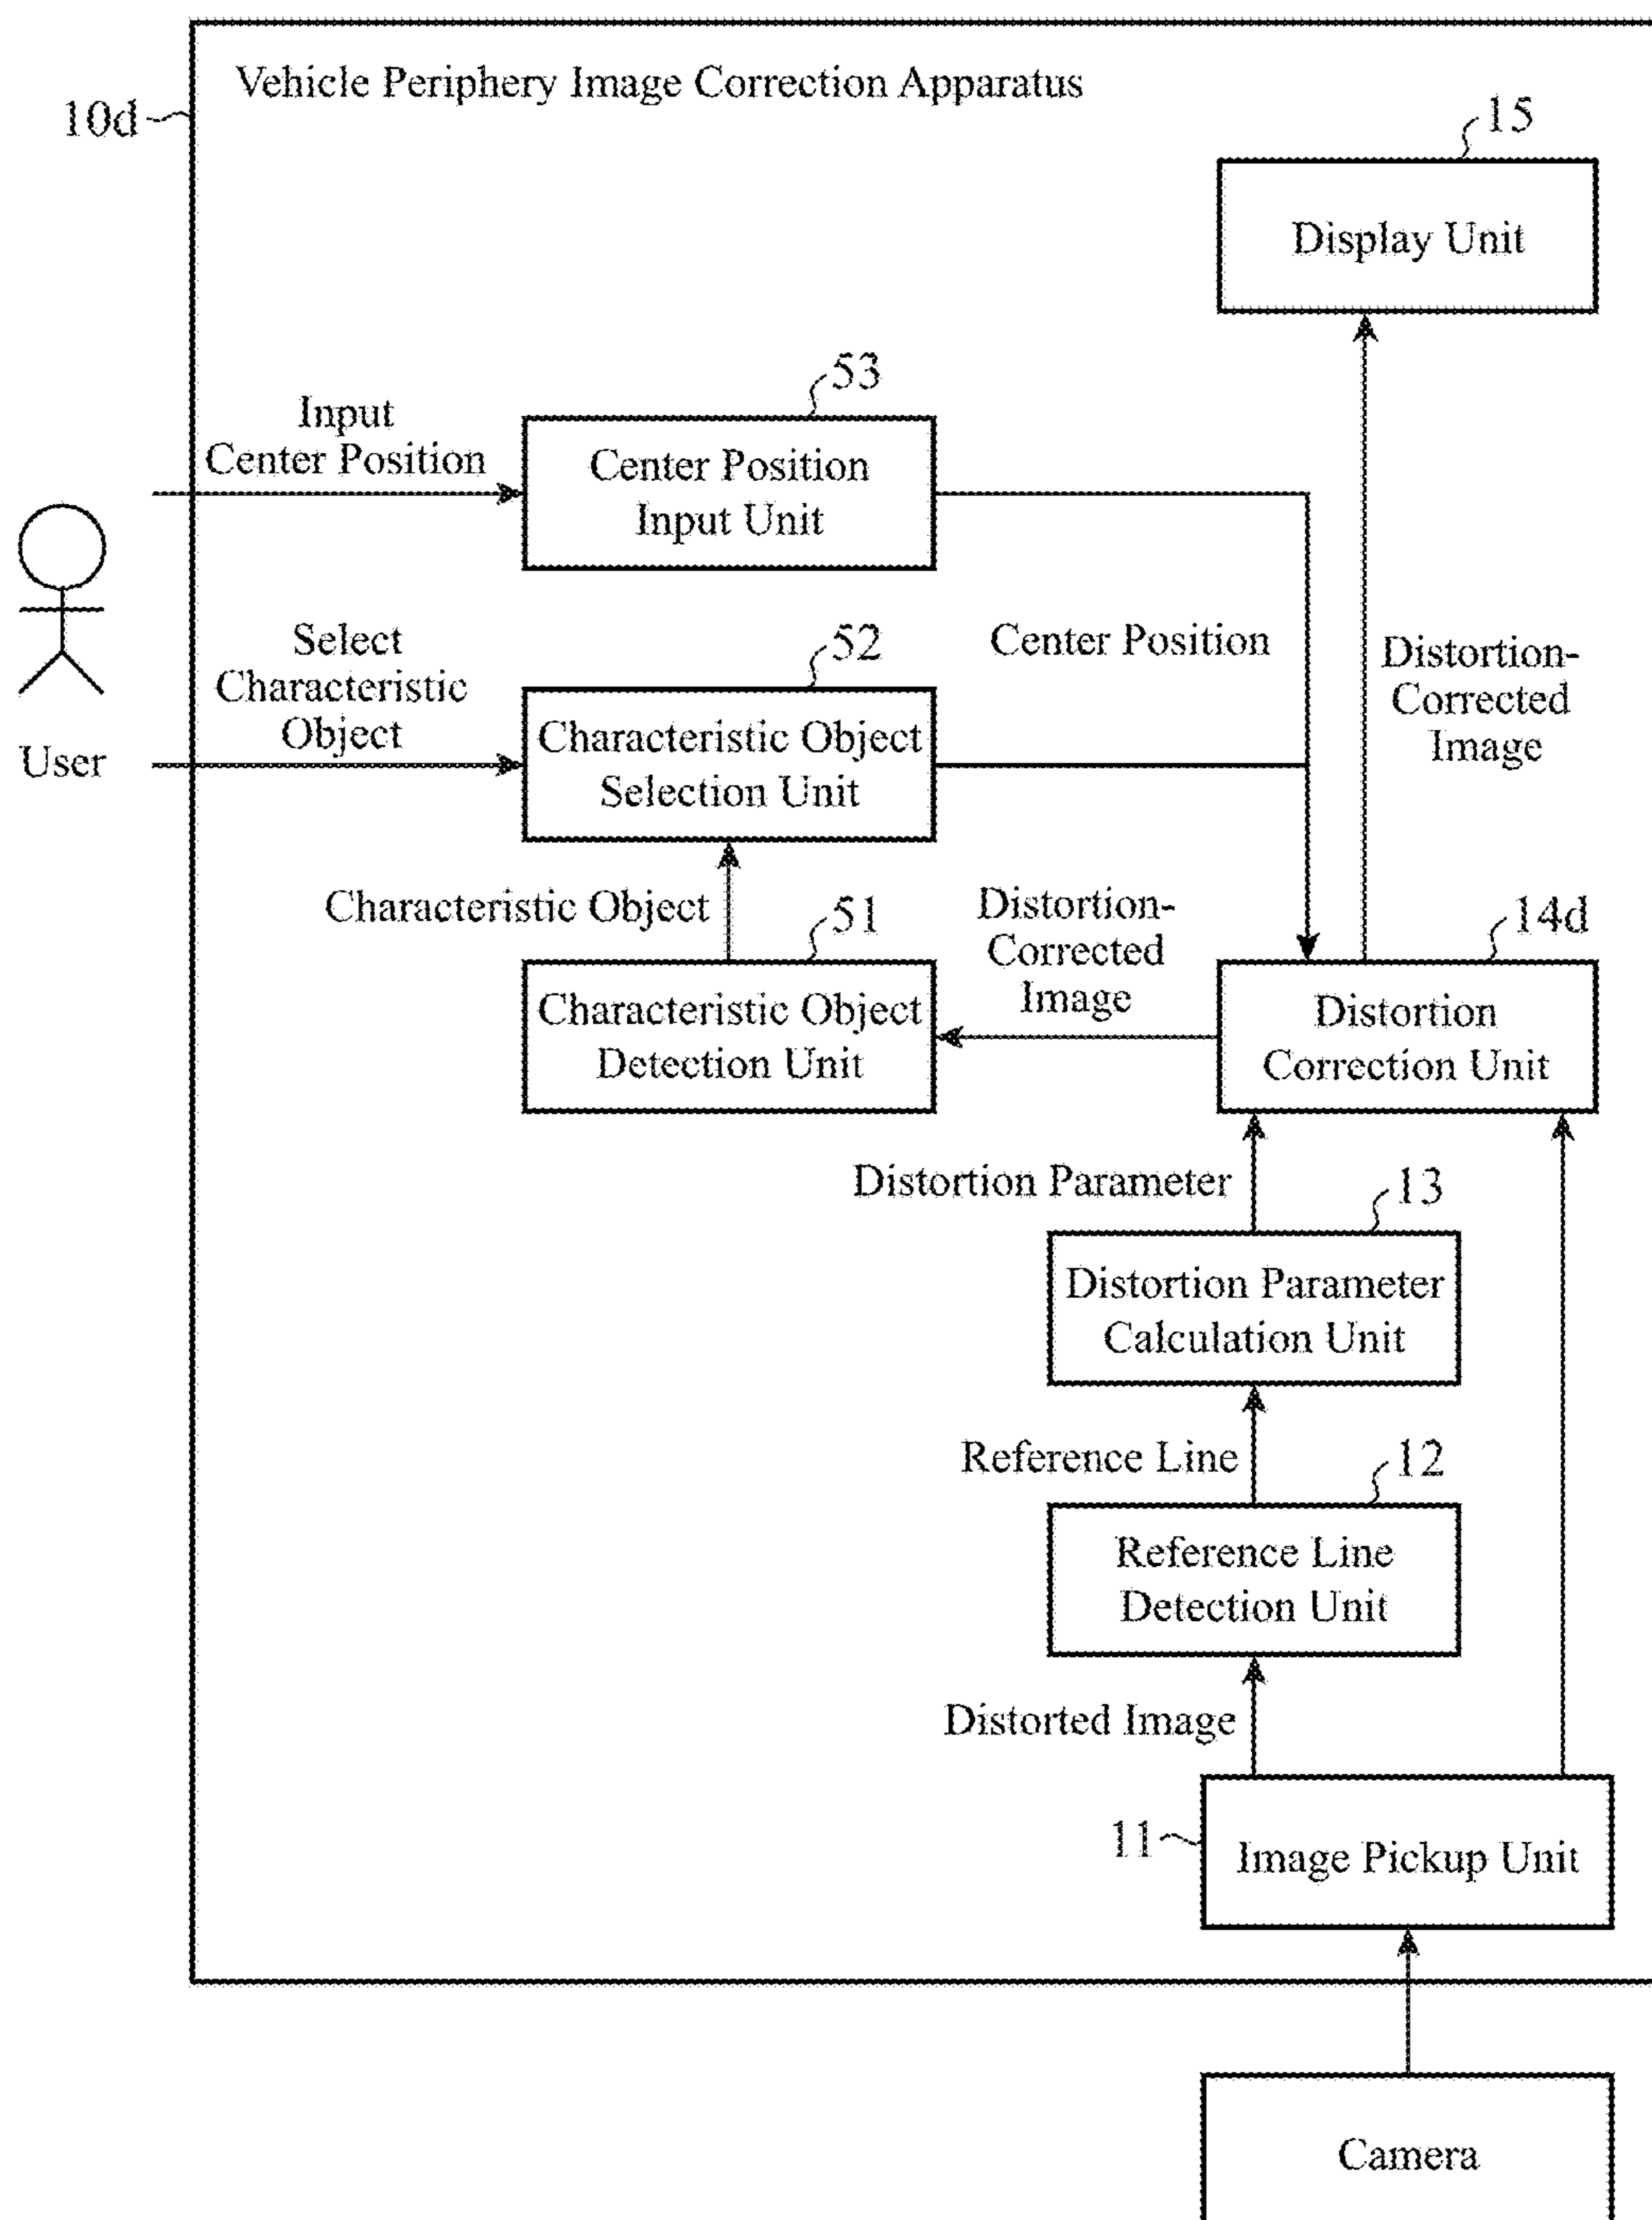 Vehicle Periphery Image Correction Apparatus
10d
15
Display Unit
53
Input
Center Position
Center Position
Input Unit
52
Select
Characteristic
Object
User
Characteristic Object
Selection Unit
Center Position
Distortion-
Corrected
Image
Characteristic Object
51
Distortion-
Corrected
Image
14d
Characteristic Object
Detection Unit
Distortion
Correction Unit
Distortion Parameter
13
Distortion Parameter
Calculation Unit
Reference Line
12
Reference Line
Detection Unit
Distorted Image
11
Image Pickup Unit
Camera